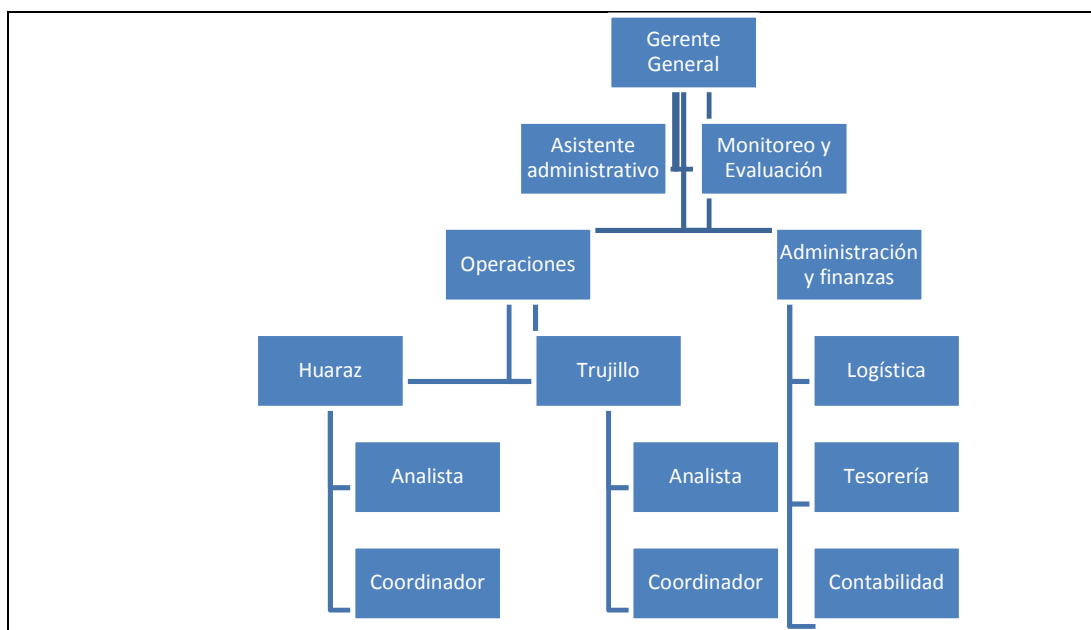 Gerente
General
Asistente
administrativo
Monitoreo y
Evaluación
Operaciones
Administración
y finanzas
Huaraz
Trujillo
Logística
Analista
Analista
Tesorería
Coordinador
Coordinador
Contabilidad